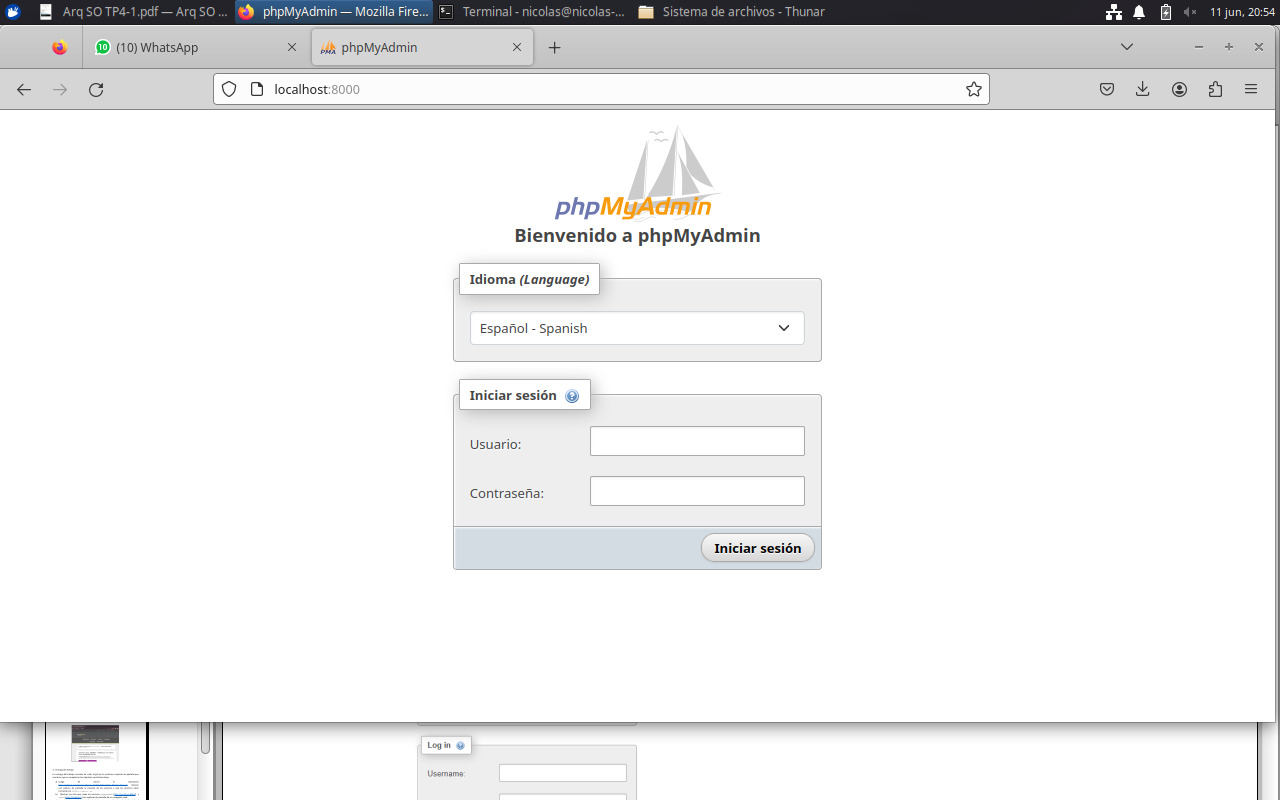 Arq SO TP4-1.pdf — Arq SO ...
phpMyAdmin — Mozilla Fire...
Terminal - nicolas@nicolas-...
Sistema de archivos - Thunar
11 jun, 20:54
10
(10) WhatsApp
PMA
phpMyAdmin
localhost:8000
phpMyAdmin
Bienvenido a phpMyAdmin
Idioma (Language)
Español - Spanish
Iniciar sesión
Usuario:
Contraseña:
Iniciar sesión
Log in
Username: